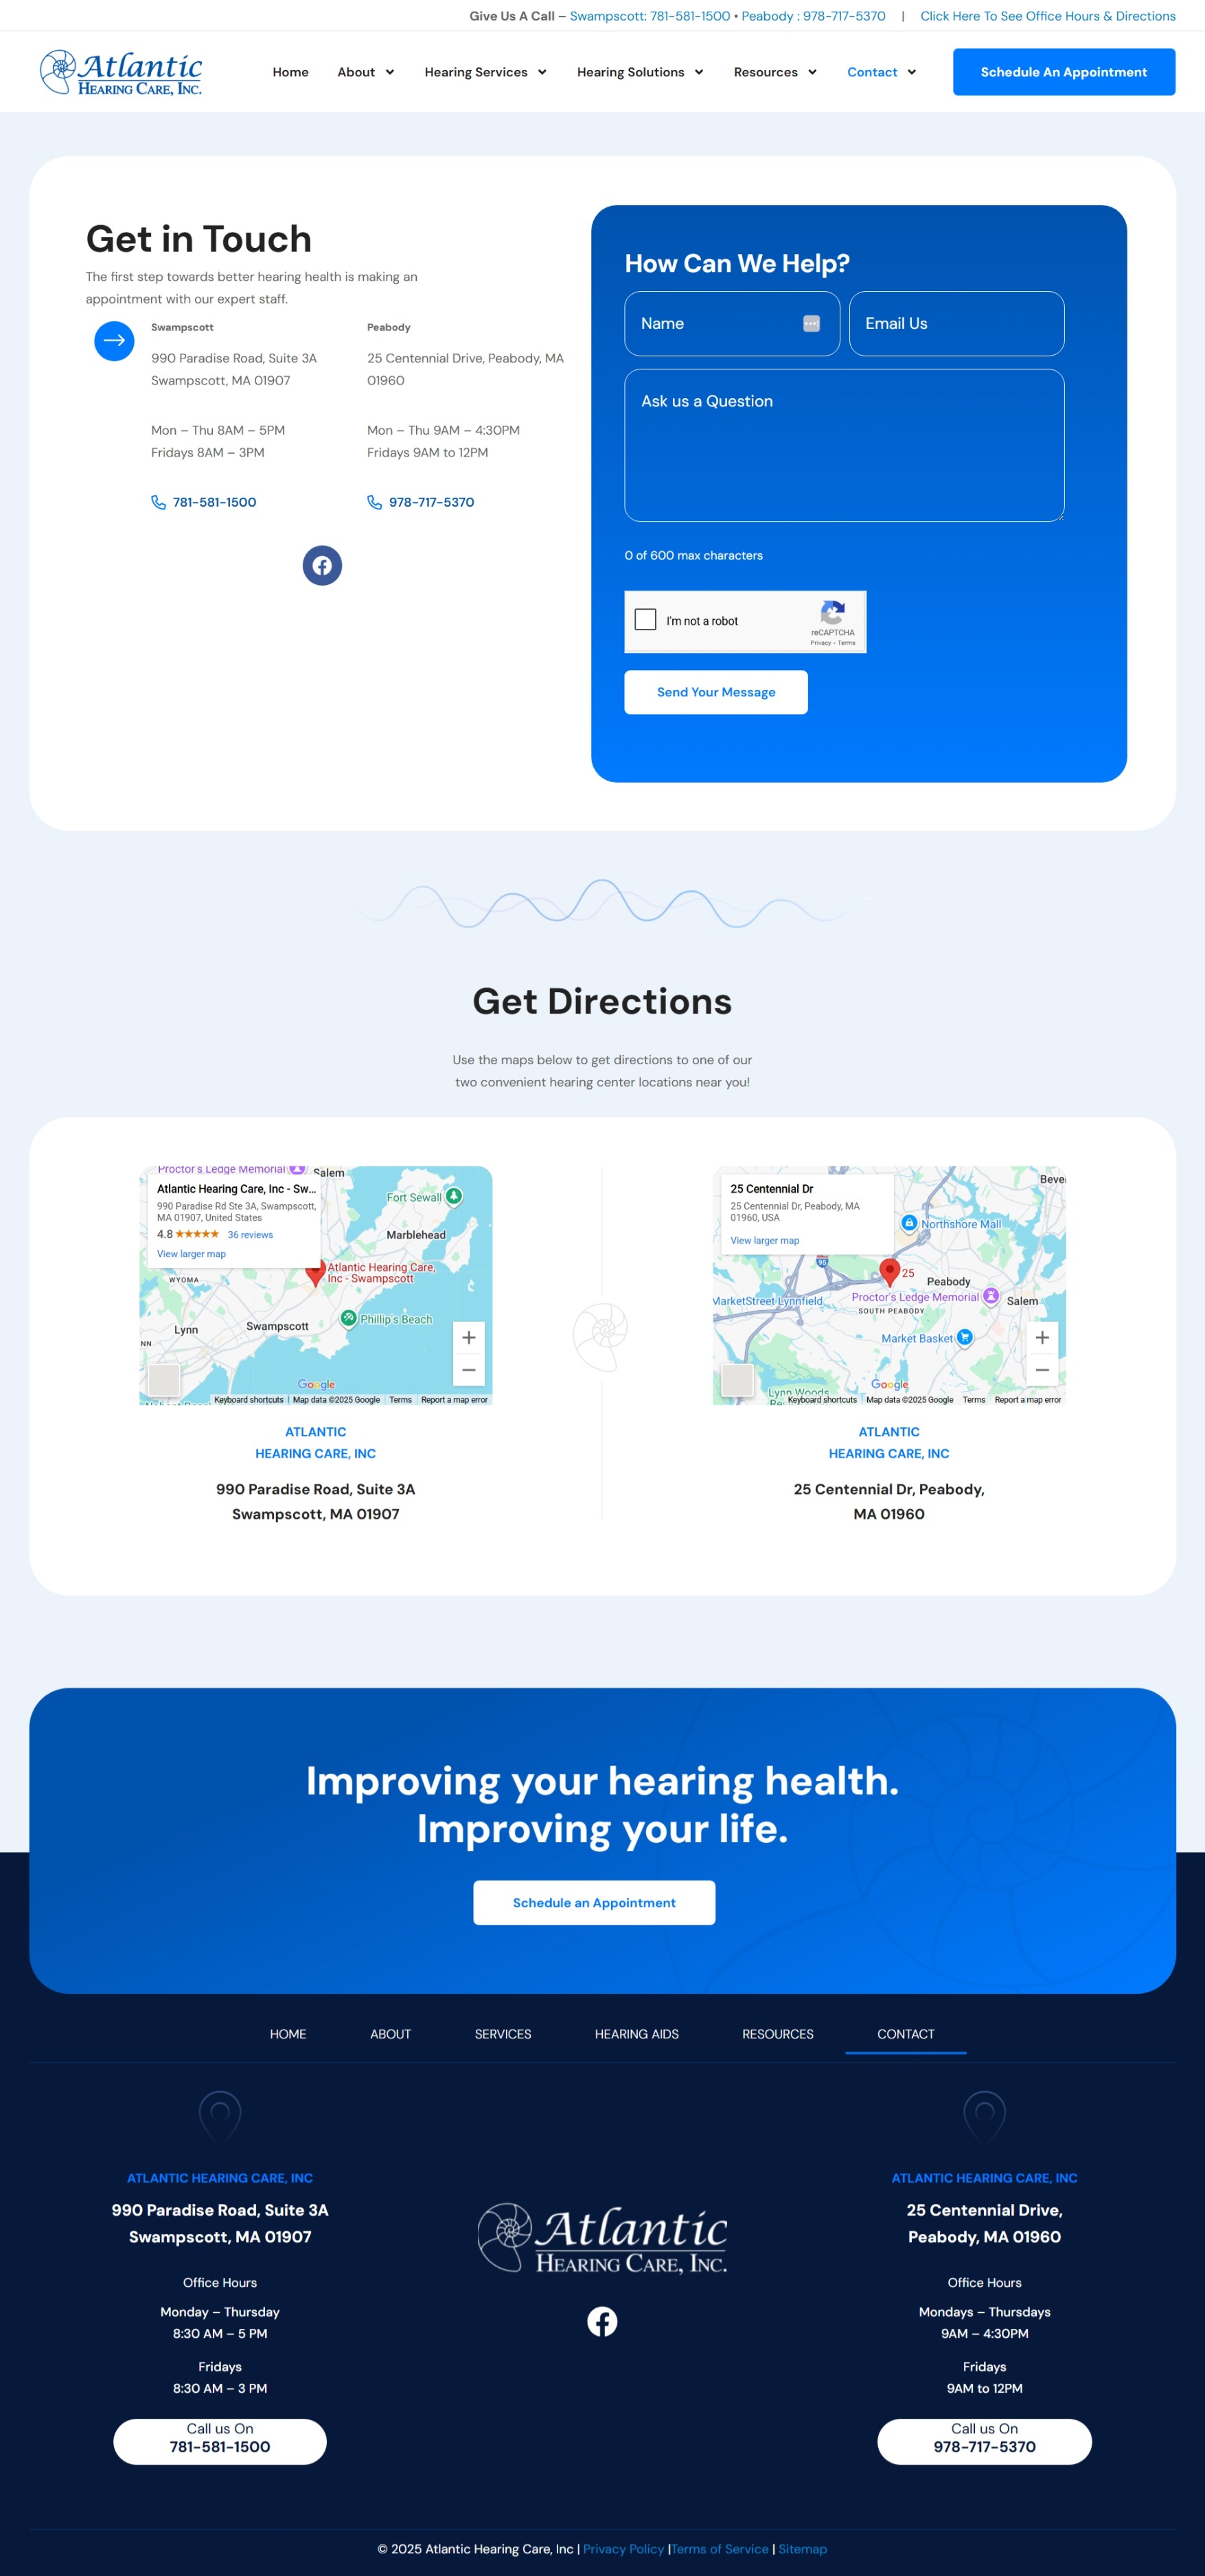 Give Us A Call – Swampscott: 781-581-1500 • Peabody : 978-717-5370 | Click Here To See Office Hours & Directions
Atlantic
HEARING CARE, INC.
Home About Hearing Services Hearing Solutions Resources Contact Schedule An Appointment
Get in Touch
The first step towards better hearing health is making an
appointment with our expert staff.
Swampscott
990 Paradise Road, Suite 3A
Swampscott, MA 01907
Mon – Thu 8AM – 5PM
Fridays 8AM – 3PM
781-581-1500
Peabody
25 Centennial Drive, Peabody, MA
01960
Mon – Thu 9AM – 4:30PM
Fridays 9AM to 12PM
978-717-5370
How Can We Help?
Name
Email Us
Ask us a Question
0 of 600 max characters
I'm not a robot
reCAPTCHA
Privacy - Terms
Send Your Message
Get Directions
Use the maps below to get directions to one of our
two convenient hearing center locations near you!
Proctor's Ledge Memorial
Salem
Atlantic Hearing Care, Inc - Sw...
990 Paradise Rd Ste 3A, Swampscott,
MA 01907, United States
4.8 ★★★★★ 36 reviews
View larger map
Fort Sewall
Marblehead
Atlantic Hearing Care,
Inc - Swampscott
WYOMA
Phillip's Beach
Swampscott
Lynn
NN
Google
Keyboard shortcuts
Map data ©2025 Google
Terms
Report a map error
ATLANTIC
HEARING CARE, INC
990 Paradise Road, Suite 3A
Swampscott, MA 01907
25 Centennial Dr
25 Centennial Dr, Peabody, MA
01960, USA
View larger map
Bever
Northshore Mall
95
25
Peabody
MarketStreet Lynnfield
Proctor's Ledge Memorial
Salem
SOUTH PEABODY
Market Basket
Lynn Woods
Google
Keyboard shortcuts
Map data ©2025 Google
Terms
Report a map error
ATLANTIC
HEARING CARE, INC
25 Centennial Dr, Peabody,
MA 01960
Improving your hearing health.
Improving your life.
Schedule an Appointment
HOME ABOUT SERVICES HEARING AIDS RESOURCES CONTACT
ATLANTIC HEARING CARE, INC
990 Paradise Road, Suite 3A
Swampscott, MA 01907
Office Hours
Monday – Thursday
8:30 AM – 5 PM
Fridays
8:30 AM – 3 PM
Call us On
781-581-1500
Atlantic
HEARING CARE, INC.
ATLANTIC HEARING CARE, INC
25 Centennial Drive,
Peabody, MA 01960
Office Hours
Mondays – Thursdays
9AM – 4:30PM
Fridays
9AM to 12PM
Call us On
978-717-5370
© 2025 Atlantic Hearing Care, Inc | Privacy Policy |Terms of Service | Sitemap